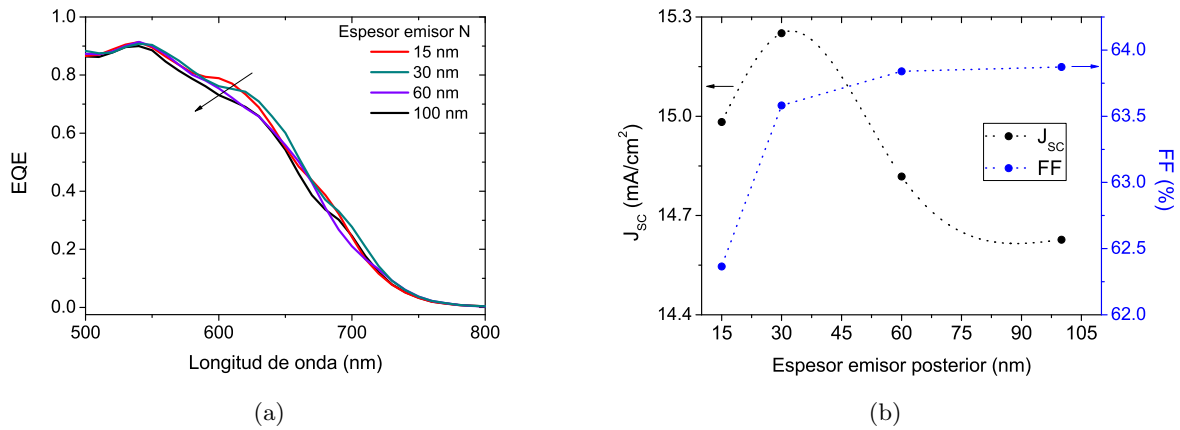 1.0
0.8
0.6
0.4
0.2
0.0
EQE
500
600
700
800
Longitud de onda (nm)
Espesor emisor N
15 nm
30 nm
60 nm
100 nm
(a)
15.3
15.0
14.7
14.4
J_SC (mA/cm²)
15
30
45
60
75
90
105
Espesor emisor posterior (nm)
J_SC
FF
64.0
63.5
63.0
62.5
62.0
FF (%)
(b)